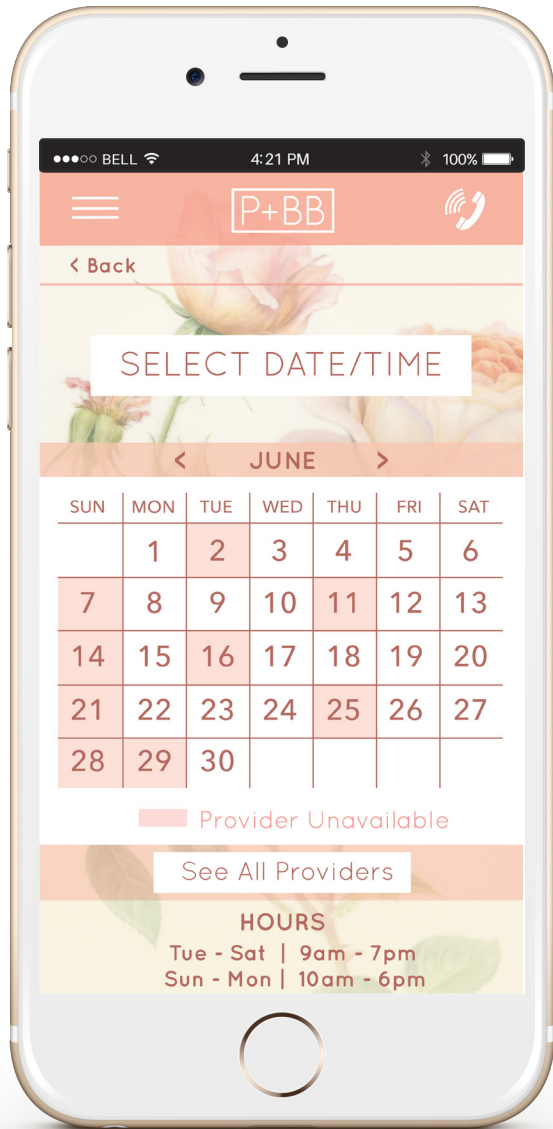 BELL 4:21 PM 100%
P+BB
< Back
SELECT DATE/TIME
< JUNE >
SUN MON TUE WED THU FRI SAT
1 2 3 4 5 6
7 8 9 10 11 12 13
14 15 16 17 18 19 20
21 22 23 24 25 26 27
28 29 30
Provider Unavailable
See All Providers
HOURS
Tue - Sat | 9am - 7pm
Sun - Mon | 10am - 6pm